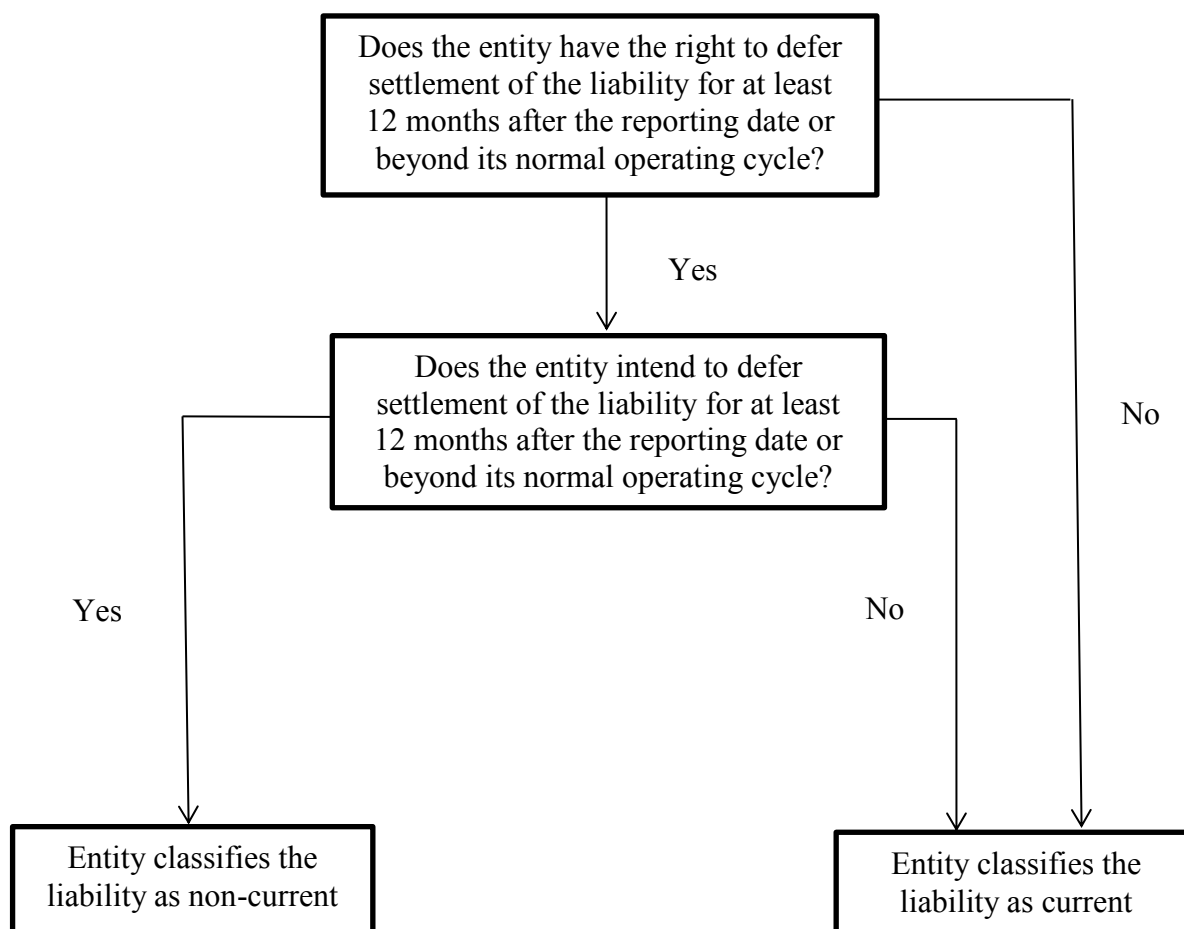 Does the entity have the right to defer
settlement of the liability for at least
12 months after the reporting date or
beyond its normal operating cycle?
Yes
No
Does the entity intend to defer
settlement of the liability for at least
12 months after the reporting date or
beyond its normal operating cycle?
Yes
No
Entity classifies the
liability as non-current
Entity classifies the
liability as current